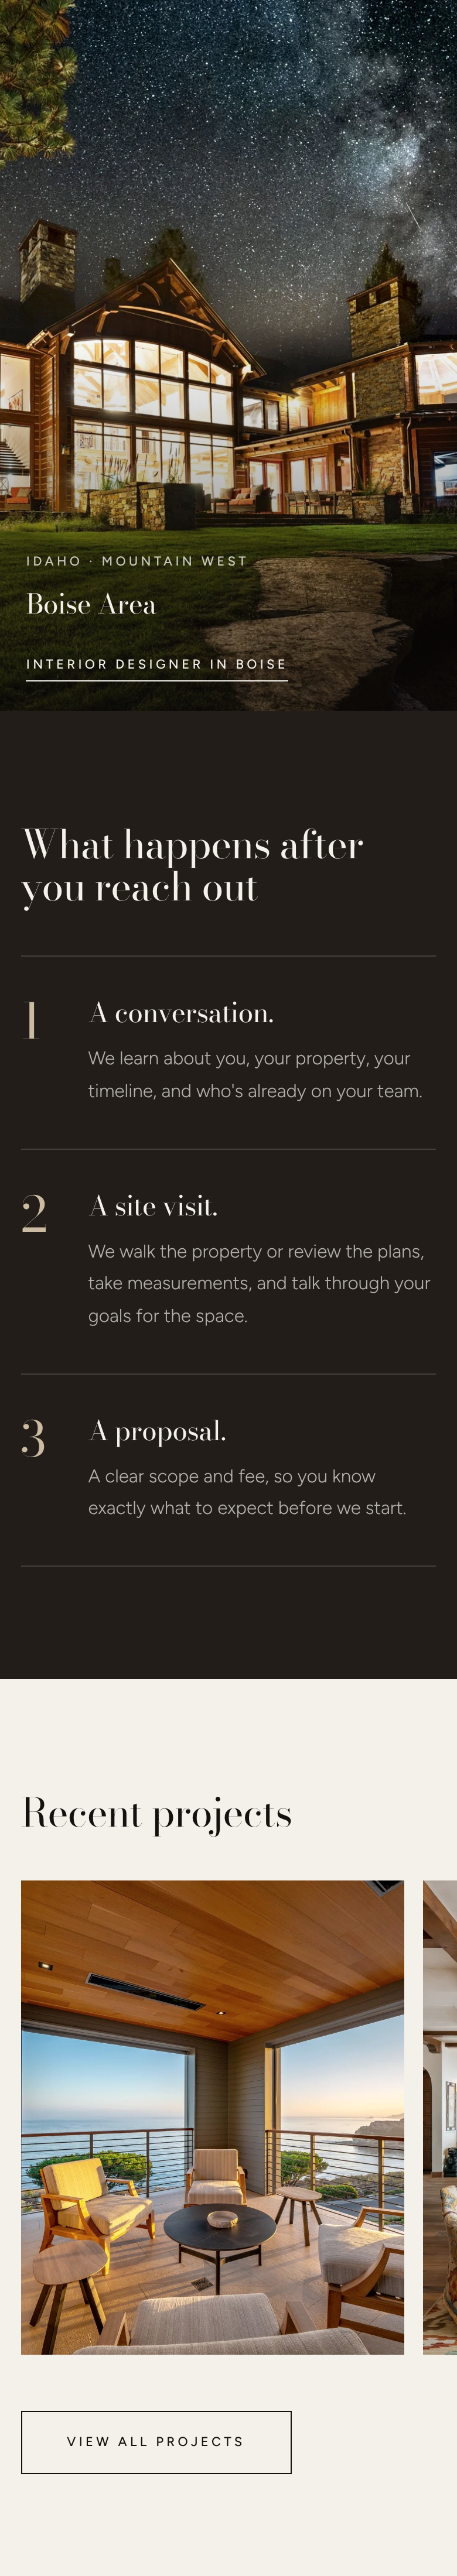 IDAHO · MOUNTAIN WEST
Boise Area
INTERIOR DESIGNER IN BOISE
What happens after
you reach out
1
A conversation.
We learn about you, your property, your
timeline, and who's already on your team.
2
A site visit.
We walk the property or review the plans,
take measurements, and talk through your
goals for the space.
3
A proposal.
A clear scope and fee, so you know
exactly what to expect before we start.
Recent projects
VIEW ALL PROJECTS